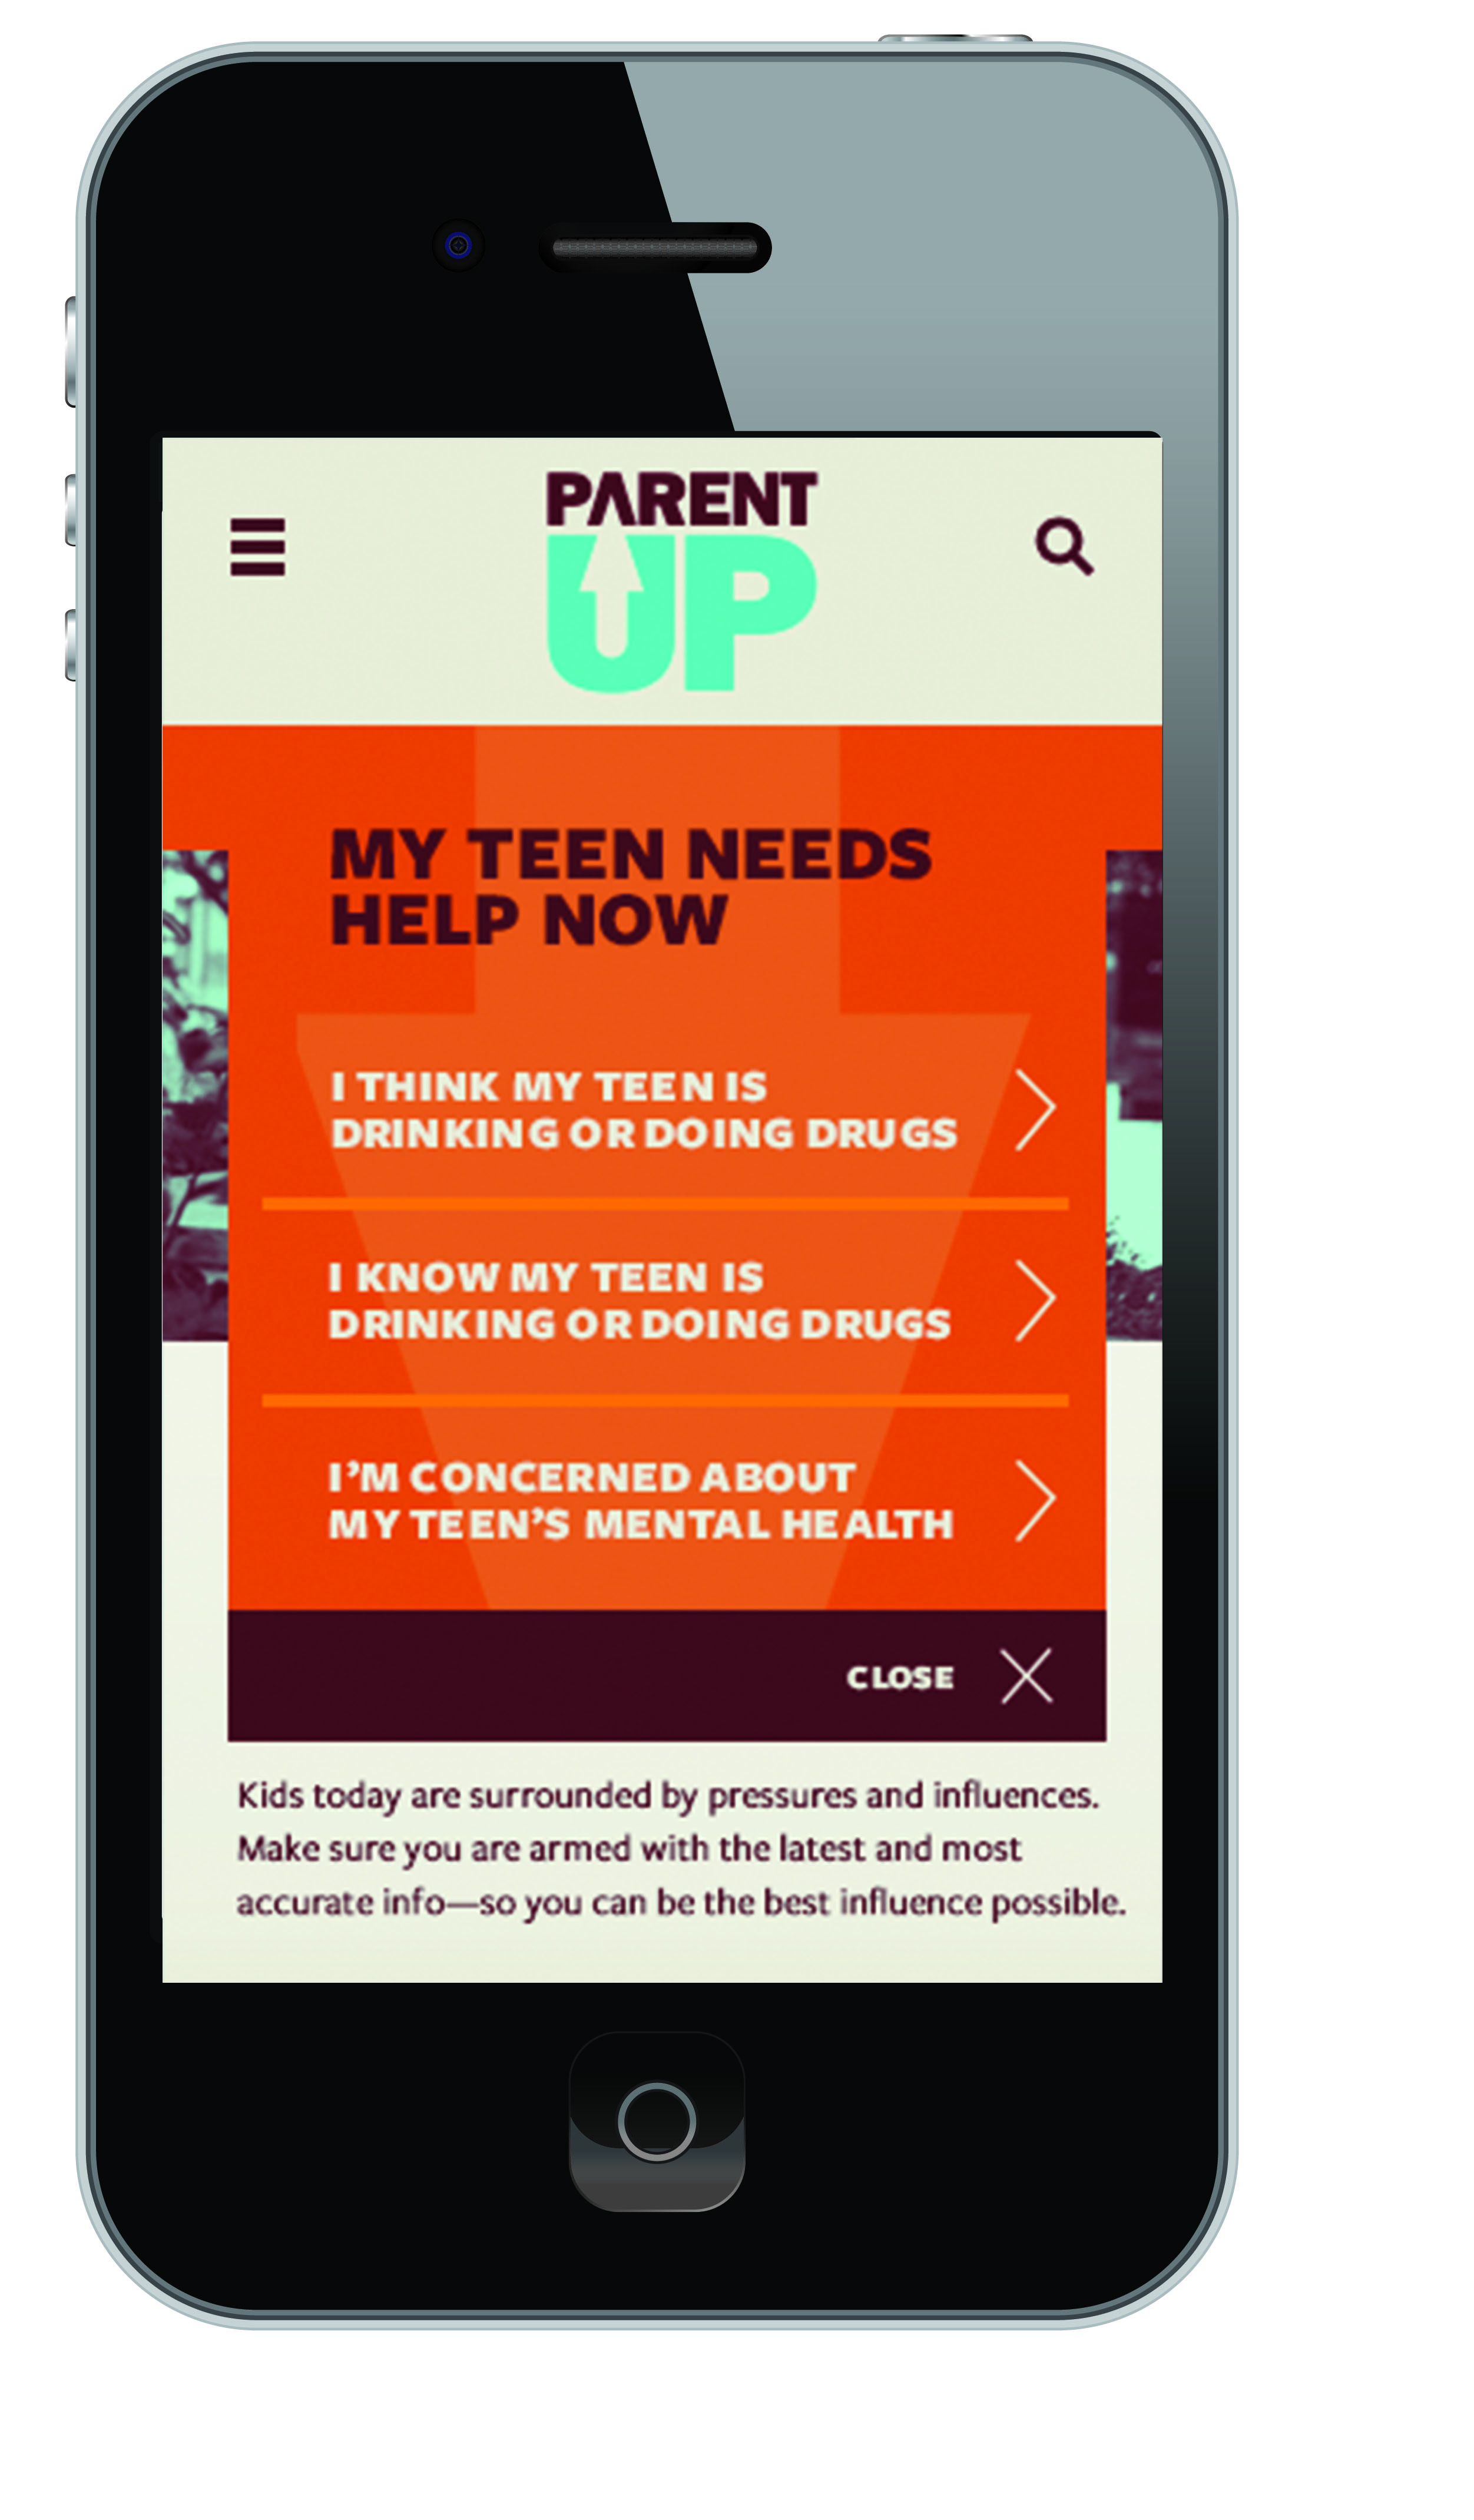 PARENT
UP
MY TEEN NEEDS
HELP NOW
I THINK MY TEEN IS
DRINKING OR DOING DRUGS
I KNOW MY TEEN IS
DRINKING OR DOING DRUGS
I’M CONCERNED ABOUT
MY TEEN’S MENTAL HEALTH
CLOSE
Kids today are surrounded by pressures and influences.
Make sure you are armed with the latest and most
accurate info—so you can be the best influence possible.